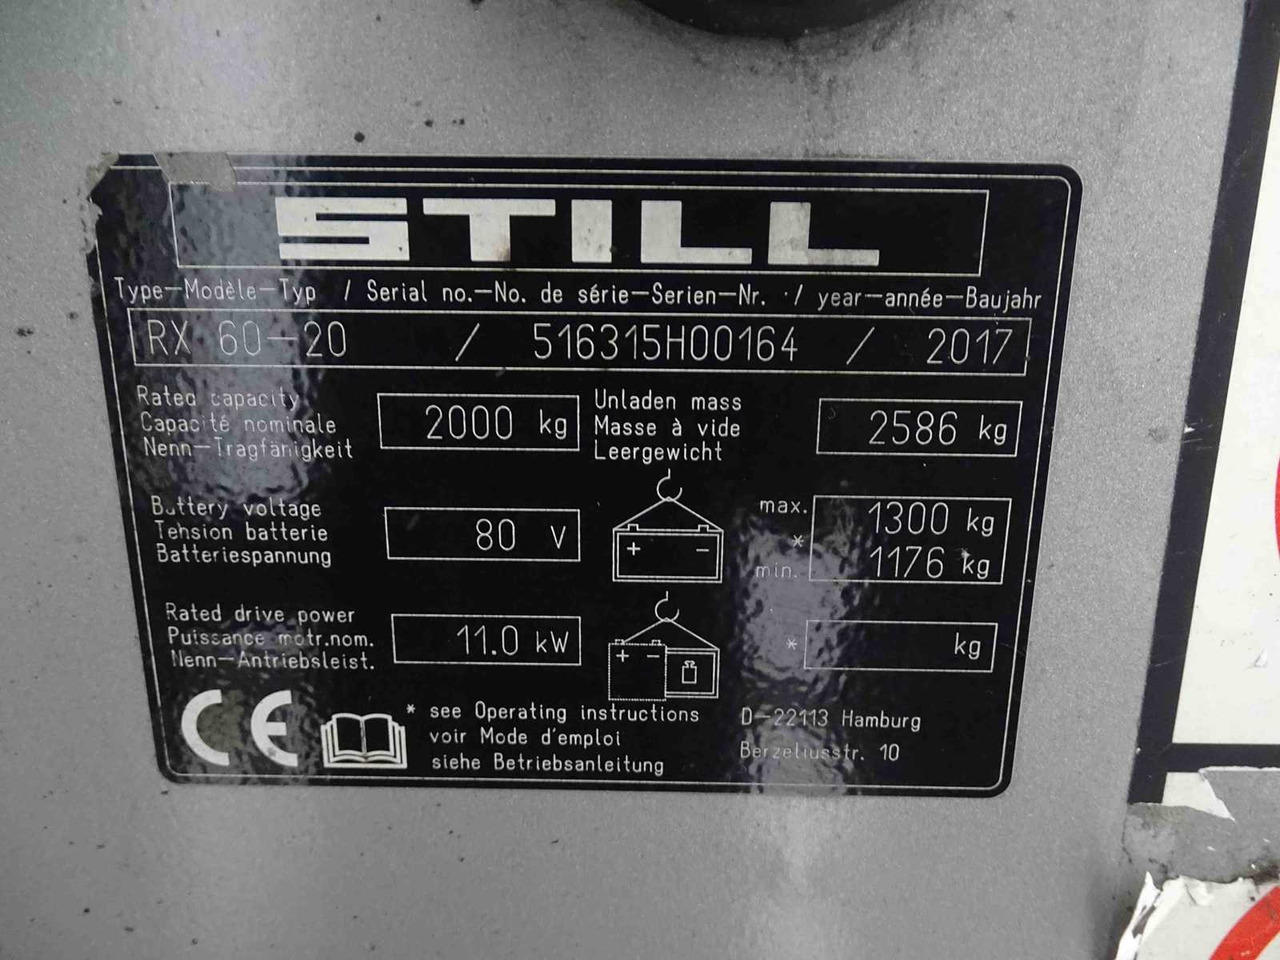 STILL
Type-Modèle-Typ / Serial no.-No. de série-Serien-Nr. / year-année-Baujahr
RX 60-20 / 516315H00164 / 2017
Rated capacity
Capacité nominale
Nenn-Tragfähigkeit
2000 kg
Unladen mass
Masse à vide
Leergewicht
2586 kg
Battery voltage
Tension batterie
Batteriespannung
80 V
+ -
max.
*
min.
1300 kg
1176 kg
Rated drive power
Puissance motr.nom.
Nenn-Antriebsleist.
11.0 kW
+ -
* kg
CE
* see Operating instructions
voir Mode d'emploi
siehe Betriebsanleitung
D-22113 Hamburg
Berzeliusstr. 10